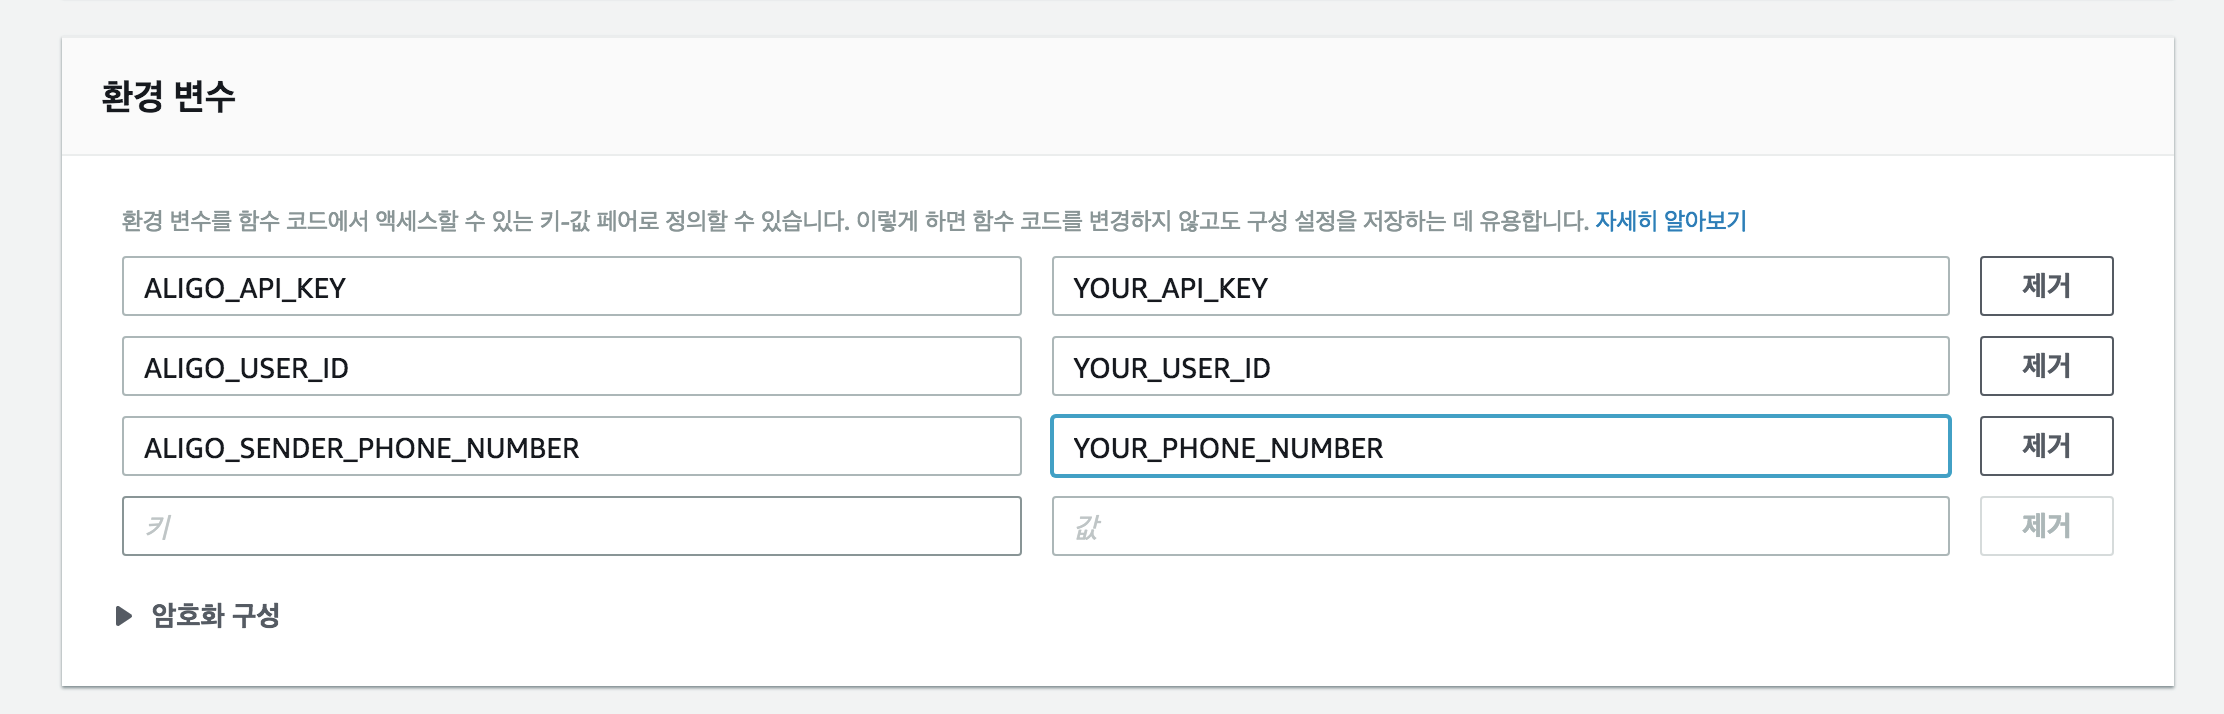 환경 변수
환경 변수를 함수 코드에서 액세스할 수 있는 키-값 페어로 정의할 수 있습니다. 이렇게 하면 함수 코드를 변경하지 않고도 구성 설정을 저장하는 데 유용합니다. 자세히 알아보기
ALIGO_API_KEY YOUR_API_KEY 제거
ALIGO_USER_ID YOUR_USER_ID 제거
ALIGO_SENDER_PHONE_NUMBER YOUR_PHONE_NUMBER 제거
키 값 제거
암호화 구성